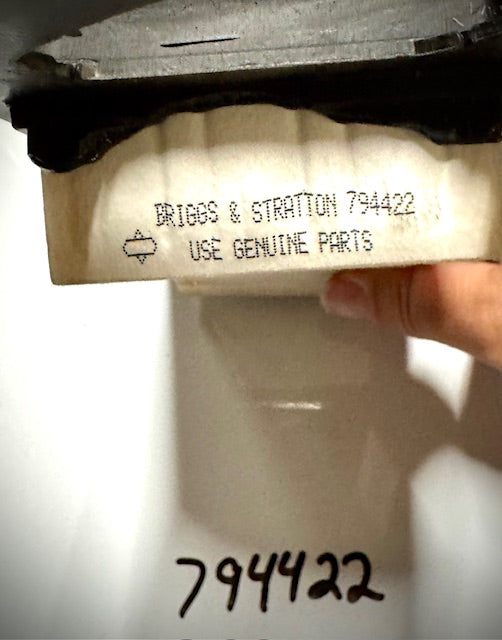 BRIGGS & STRATTON 794422
USE GENUINE PARTS
794422